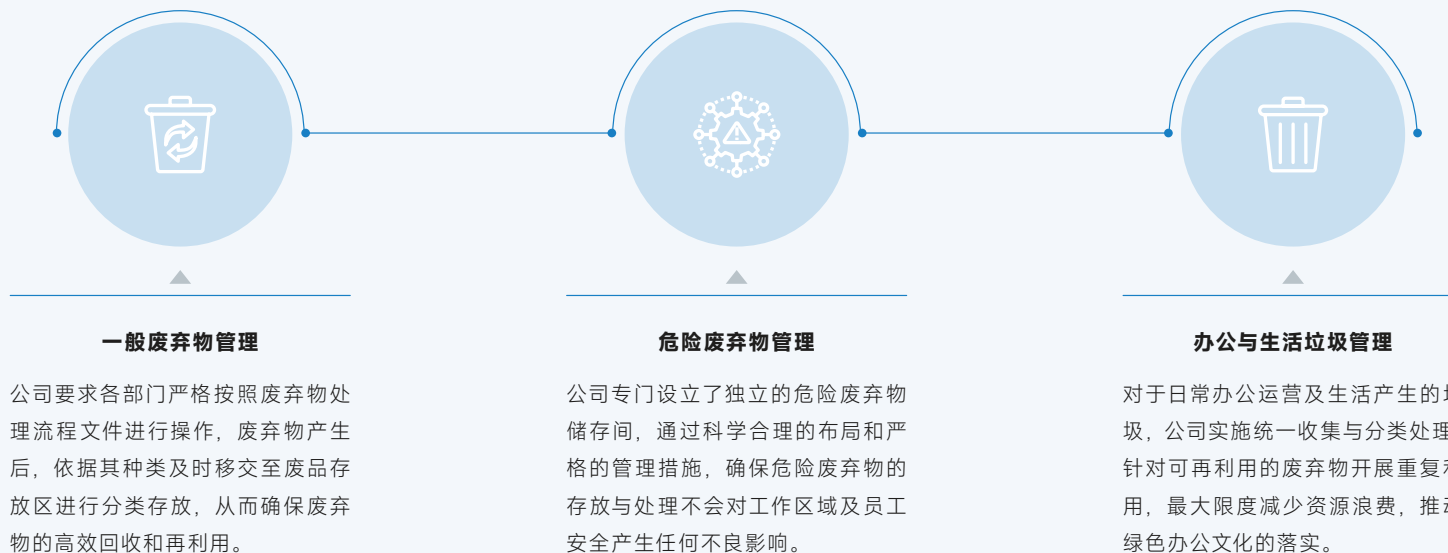 一般废弃物管理
公司要求各部门严格按照废弃物处
理流程文件进行操作，废弃物产生
后，依据其种类及时移交至废品存
放区进行分类存放，从而确保废弃
物的高效回收和再利用。
危险废弃物管理
公司专门设立了独立的危险废弃物
储存间，通过科学合理的布局和严
格的管理措施，确保危险废弃物的
存放与处理不会对工作区域及员工
安全产生任何不良影响。
办公与生活垃圾管理
对于日常办公运营及生活产生的
圾，公司实施统一收集与分类处理
针对可再利用的废弃物开展重复
用，最大限度减少资源浪费，推
绿色办公文化的落实。